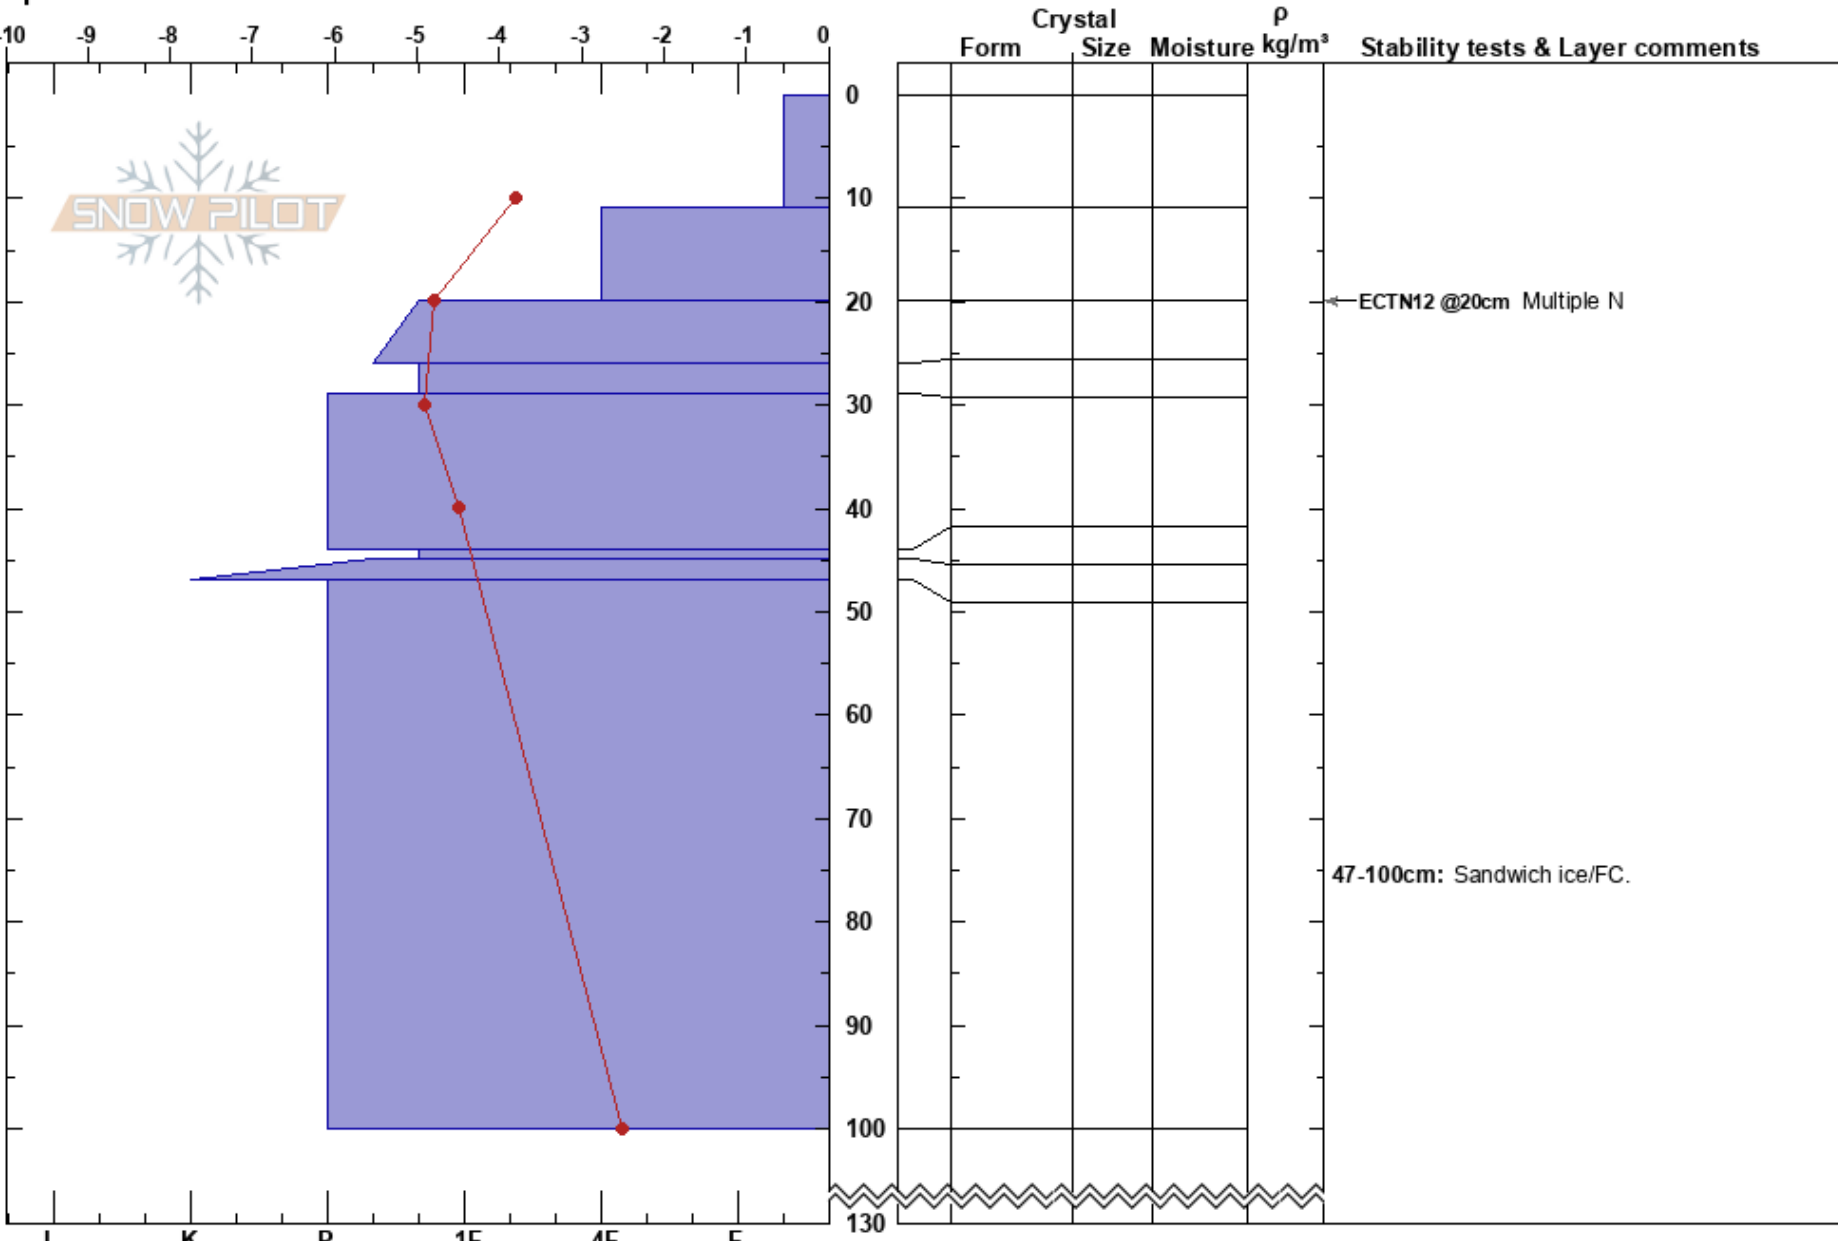 Crystal ρ
-10 -9 -8 -7 -6 -5 -4 -3 -2 -1 0
Form Size Moisture kg/m³ Stability tests & Layer comments
0
SNOW PILOT
10
20 ECTN12 @20cm Multiple N
30
40
50
60
70
47-100cm: Sandwich ice/FC.
80
90
100
130
I K P 1F 4F F